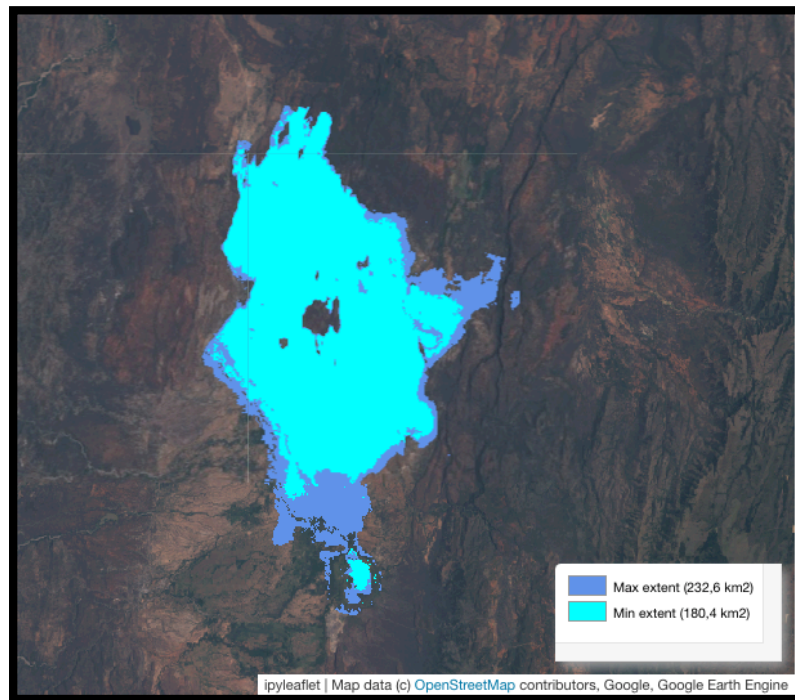 Max extent (232,6 km2)
Min extent (180,4 km2)
ipyleaflet | Map data (c) OpenStreetMap contributors, Google, Google Earth Engine